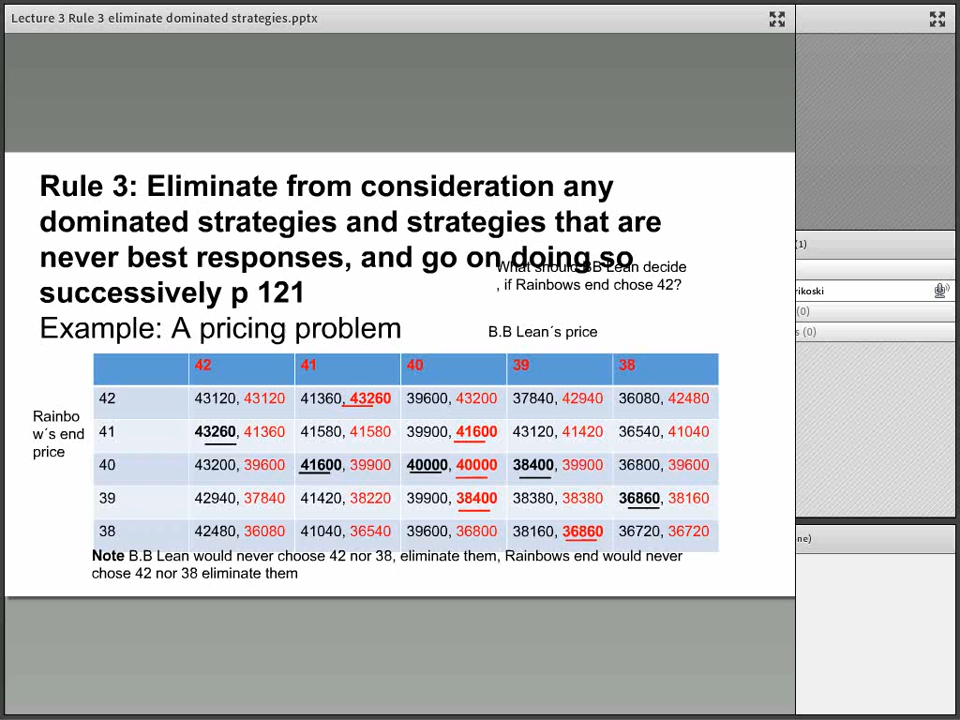 Lecture 3 Rule 3 eliminate dominated strategies.pptx
Rule 3: Eliminate from consideration any
dominated strategies and strategies that are
never best responses, and go on doing so
successively p 121
What should BB Lean decide
, if Rainbows end chose 42?
Example: A pricing problem
B.B Lean´s price
42 41 40 39 38
Rainbo
w´s end
price
42 43120, 43120 41360, 43260 39600, 43200 37840, 42940 36080, 42480
41 43260, 41360 41580, 41580 39900, 41600 43120, 41420 36540, 41040
40 43200, 39600 41600, 39900 40000, 40000 38400, 39900 36800, 39600
39 42940, 37840 41420, 38220 39900, 38400 38380, 38380 36860, 38160
38 42480, 36080 41040, 36540 39600, 36800 38160, 36860 36720, 36720
Note B.B Lean would never choose 42 nor 38, eliminate them, Rainbows end would never
chose 42 nor 38 eliminate them
(1)
rikoski
(0)
s (0)
ne)